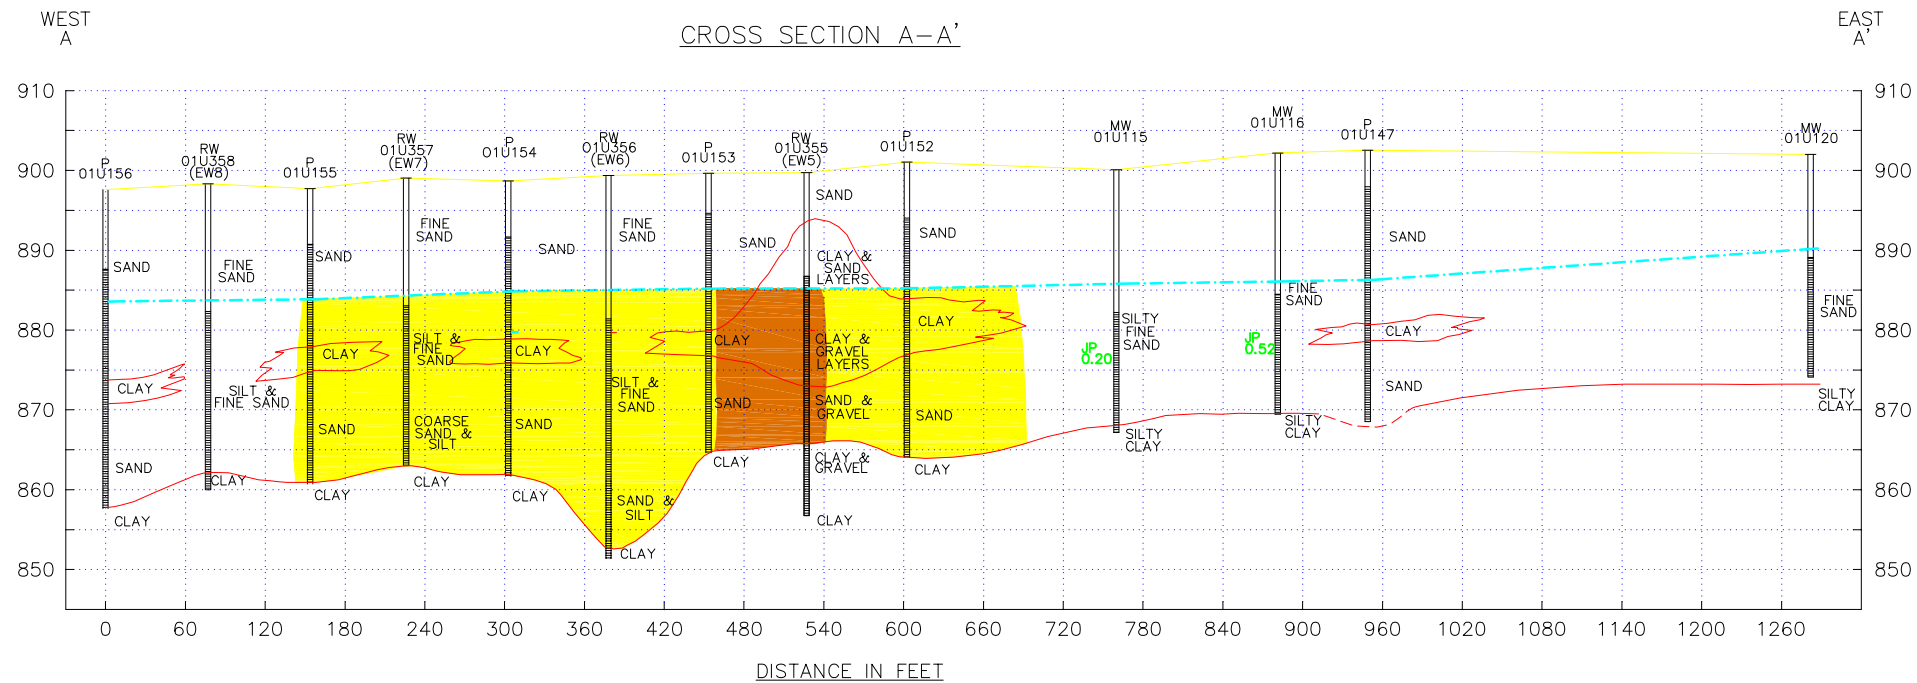 WEST
A
CROSS SECTION A-A'
EAST
A'
910
900
890
880
870
860
850
910
900
890
880
870
860
850
P
01U156
RW
01U358
(EW8)
P
01U155
RW
01U357
(EW7)
P
01U154
RW
01U356
(EW6)
P
01U153
RW
01U355
(EW5)
P
01U152
MW
01U115
MW
01U116
P
01U147
MW
01U120
SAND
CLAY
SAND
CLAY
FINE
SAND
SILT &
FINE SAND
CLAY
SAND
CLAY
SAND
CLAY
FINE
SAND
SILT &
FINE
SAND
COARSE
SAND &
SILT
CLAY
SAND
CLAY
SAND
CLAY
FINE
SAND
SILT &
FINE
SAND
SAND &
SILT
CLAY
SAND
CLAY
SAND
CLAY
SAND
CLAY &
SAND
LAYERS
CLAY &
GRAVEL
LAYERS
SAND &
GRAVEL
CLAY &
GRAVEL
CLAY
SAND
CLAY
SAND
CLAY
JP
0.20
SILTY
FINE
SAND
SILTY
CLAY
JP
0.52
FINE
SAND
SILTY
CLAY
SAND
CLAY
SAND
FINE
SAND
SILTY
CLAY
0 60 120 180 240 300 360 420 480 540 600 660 720 780 840 900 960 1020 1080 1140 1200 1260
DISTANCE IN FEET